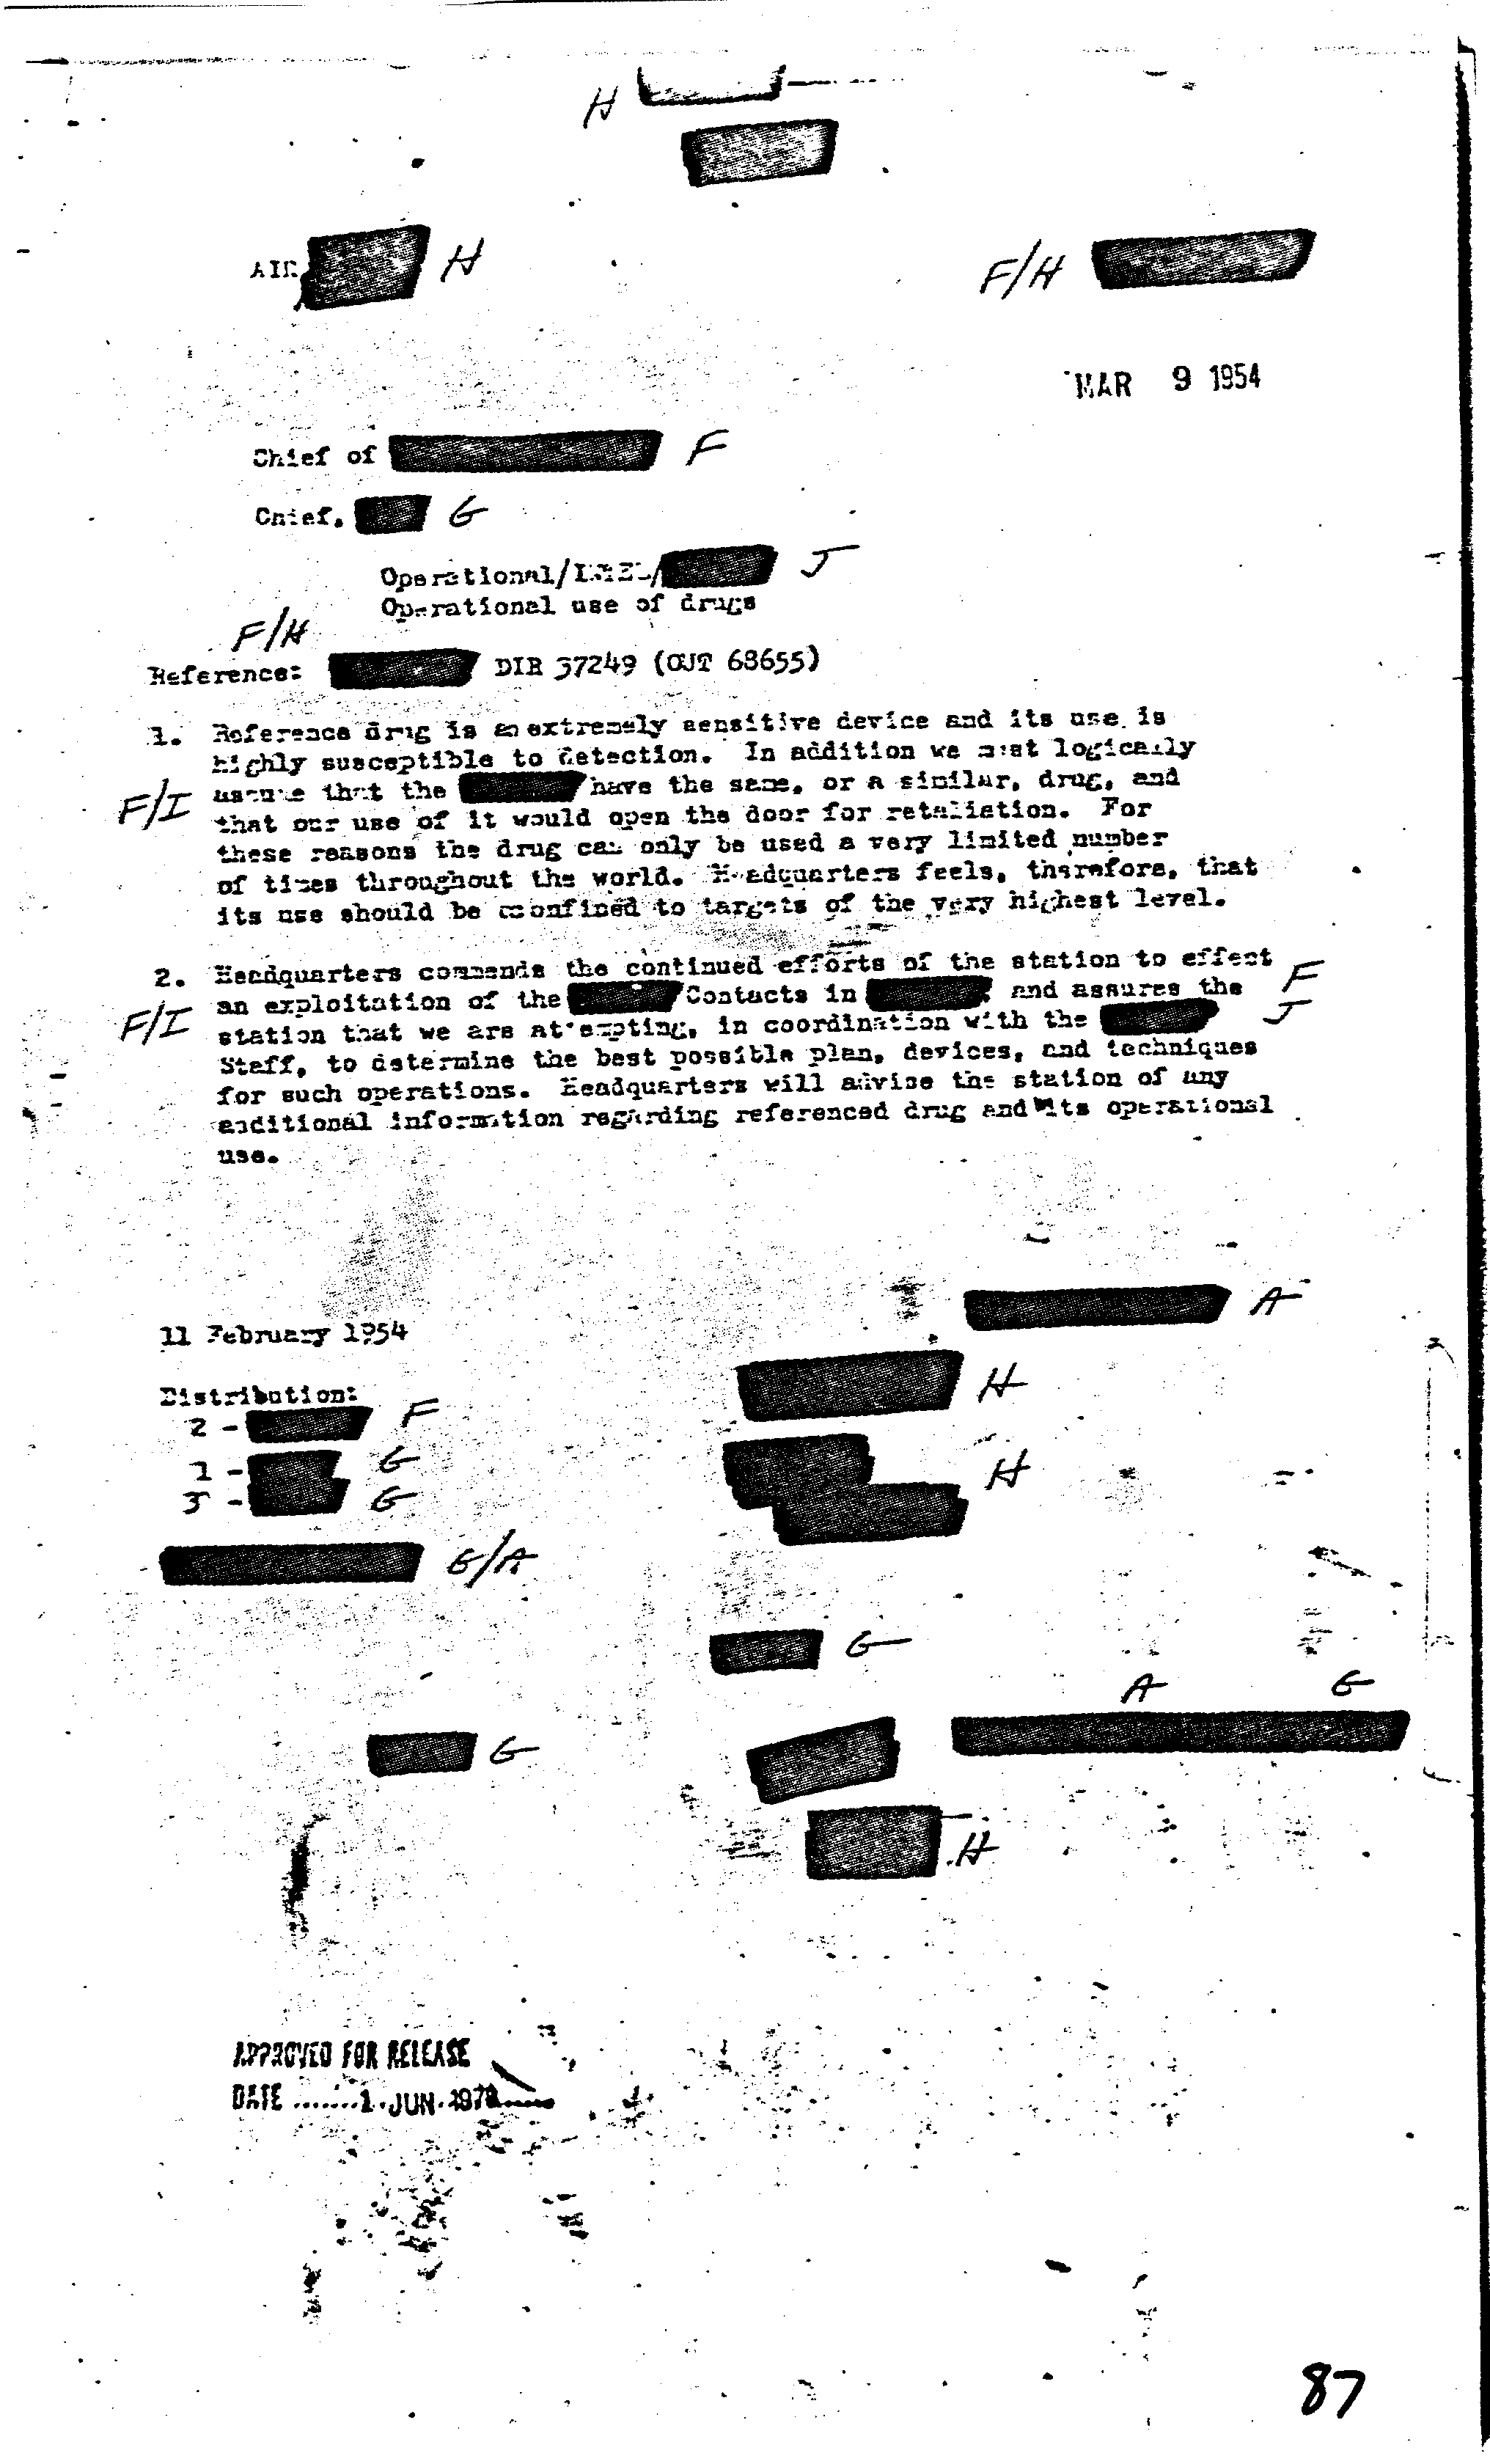 H
AIR H
F/H
MAR 9 1954
Chief of F
Chief, G
Operational/ / J
Operational use of drugs
F/H
Reference: DIR 37249 (OUT 68655)
1. Reference drug is an extremely sensitive device and its use is
highly susceptible to detection. In addition we must logically
F/I assume that the have the same, or a similar, drug, and
that our use of it would open the door for retaliation. For
these reasons the drug can only be used a very limited number
of times throughout the world. Headquarters feels, therefore, that
its use should be cconfined to targets of the very highest level.
2. Headquarters commends the continued efforts of the station to effect
an exploitation of the Contacts in , and assures the F
F/I station that we are attempting, in coordination with the J
Staff, to determine the best possible plan, devices, and techniques
for such operations. Headquarters will advise the station of any
additional information regarding referenced drug and its operational
use.
A
11 February 1954
H
Distribution:
2 - F
1 - G
H
3 - G
G/A
G
A G
G
H
APPROVED FOR RELEASE
DATE ....... 1 JUN 1978
87